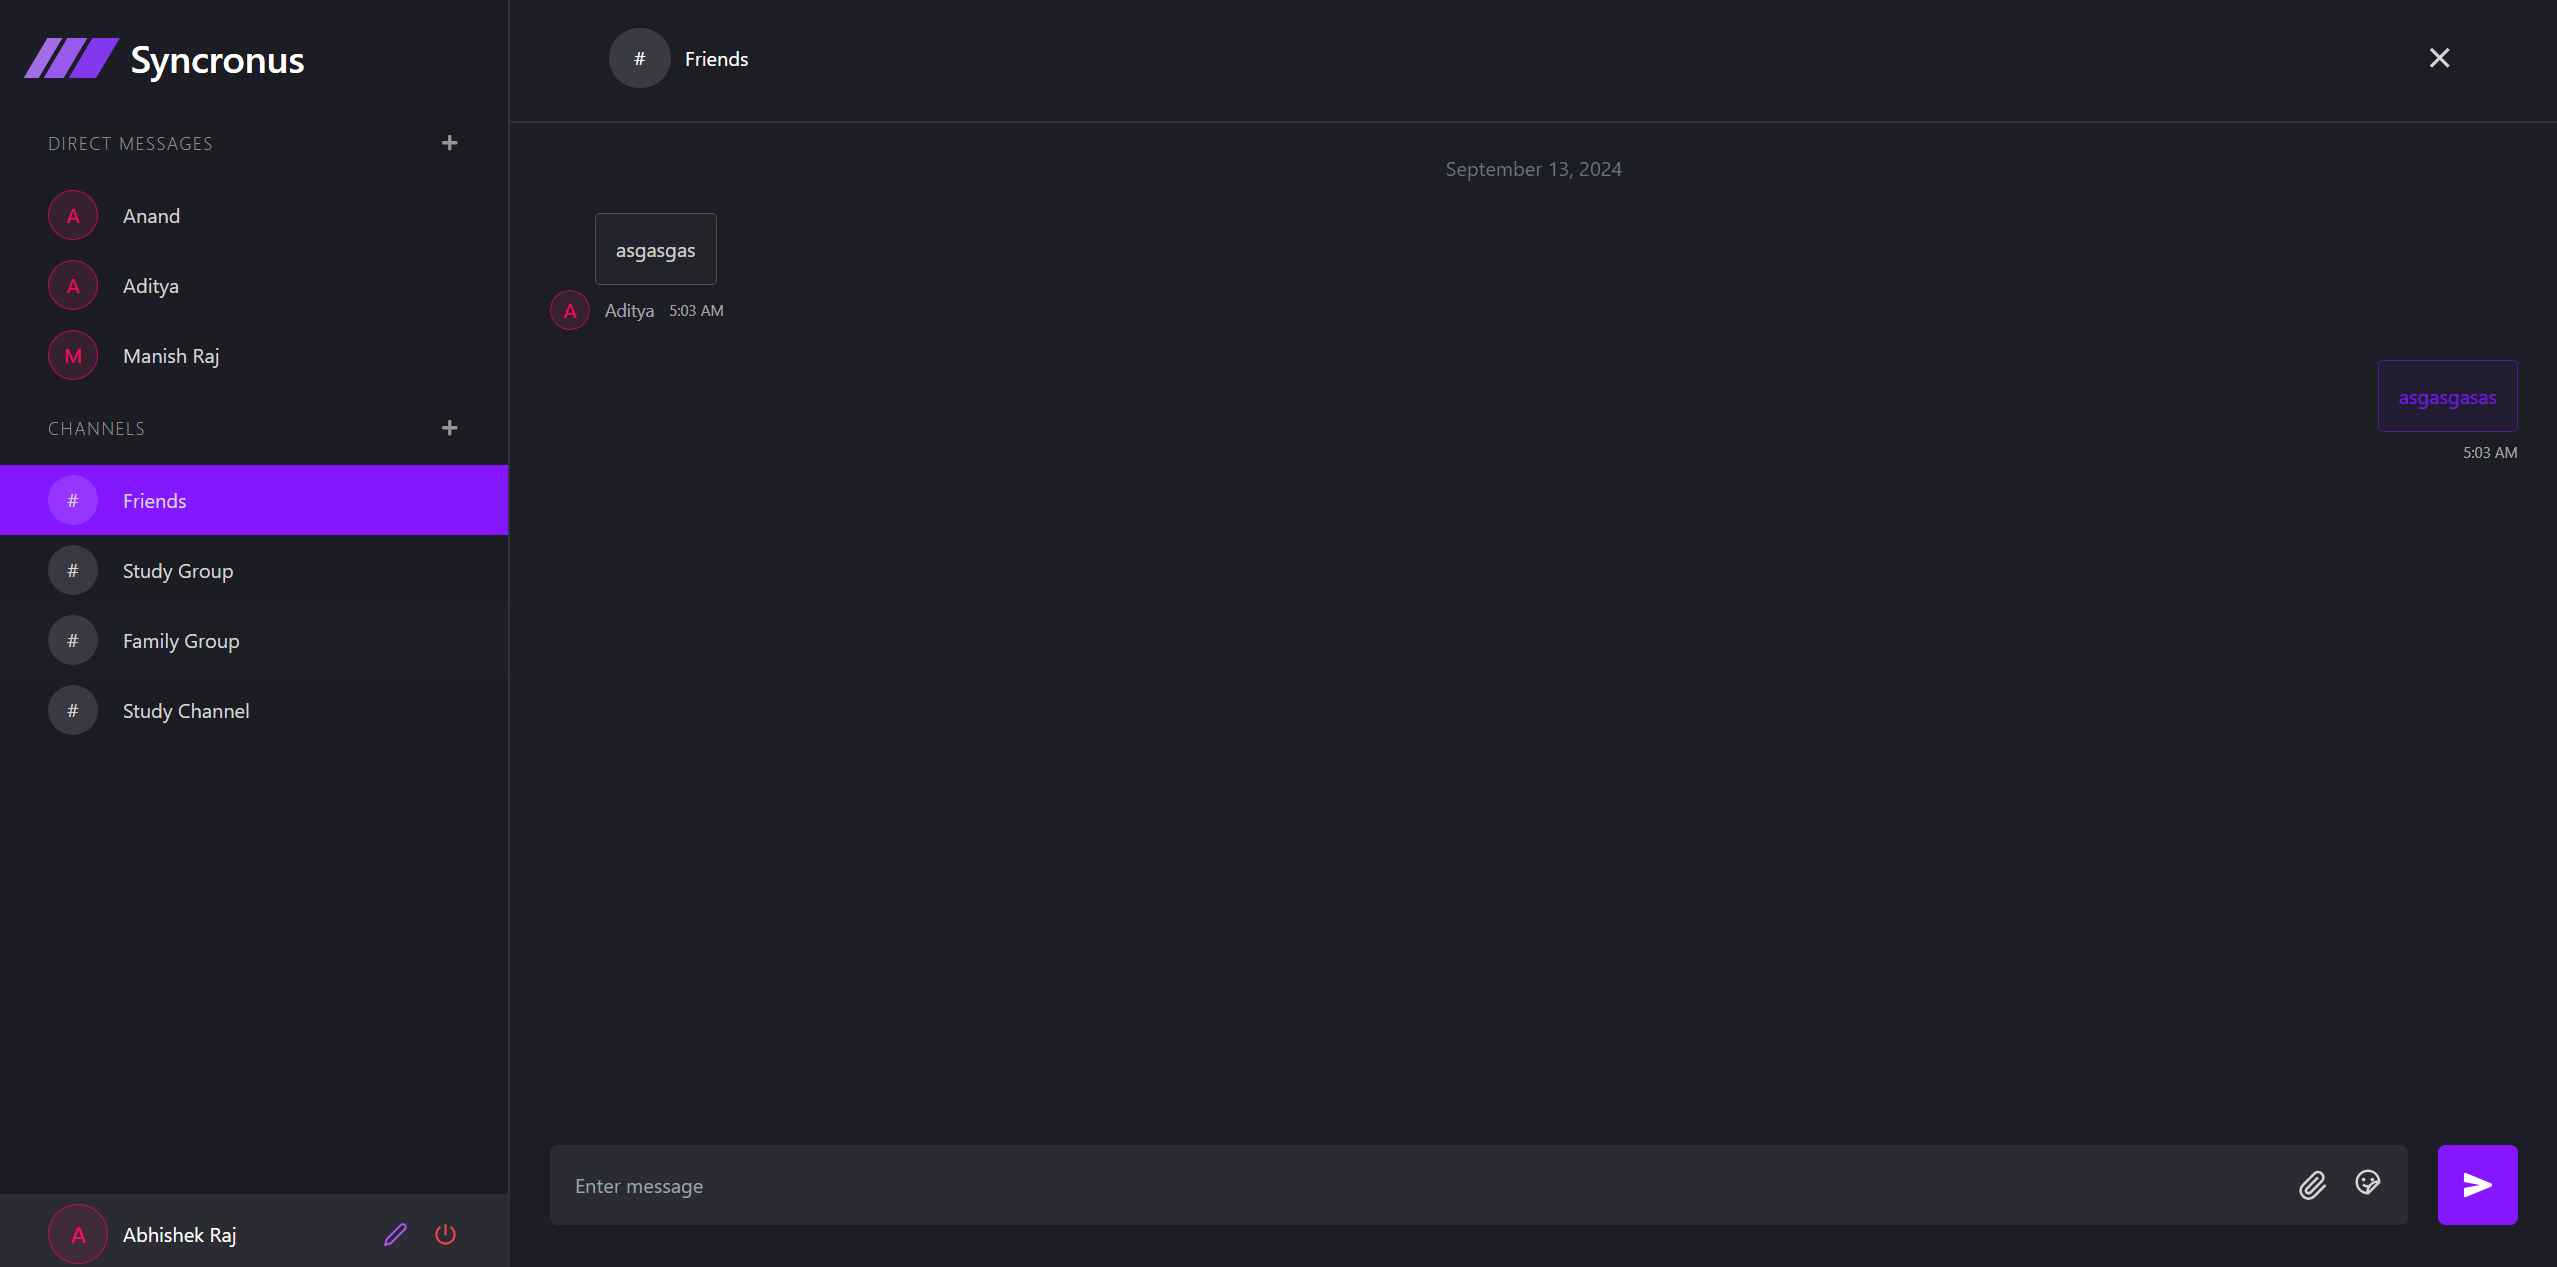 Syncronus
DIRECT MESSAGES
A Anand
A Aditya
M Manish Raj
CHANNELS
# Friends
# Study Group
# Family Group
# Study Channel
A Abhishek Raj
# Friends
September 13, 2024
asgasgas
A Aditya 5:03 AM
asgasgasas
5:03 AM
Enter message